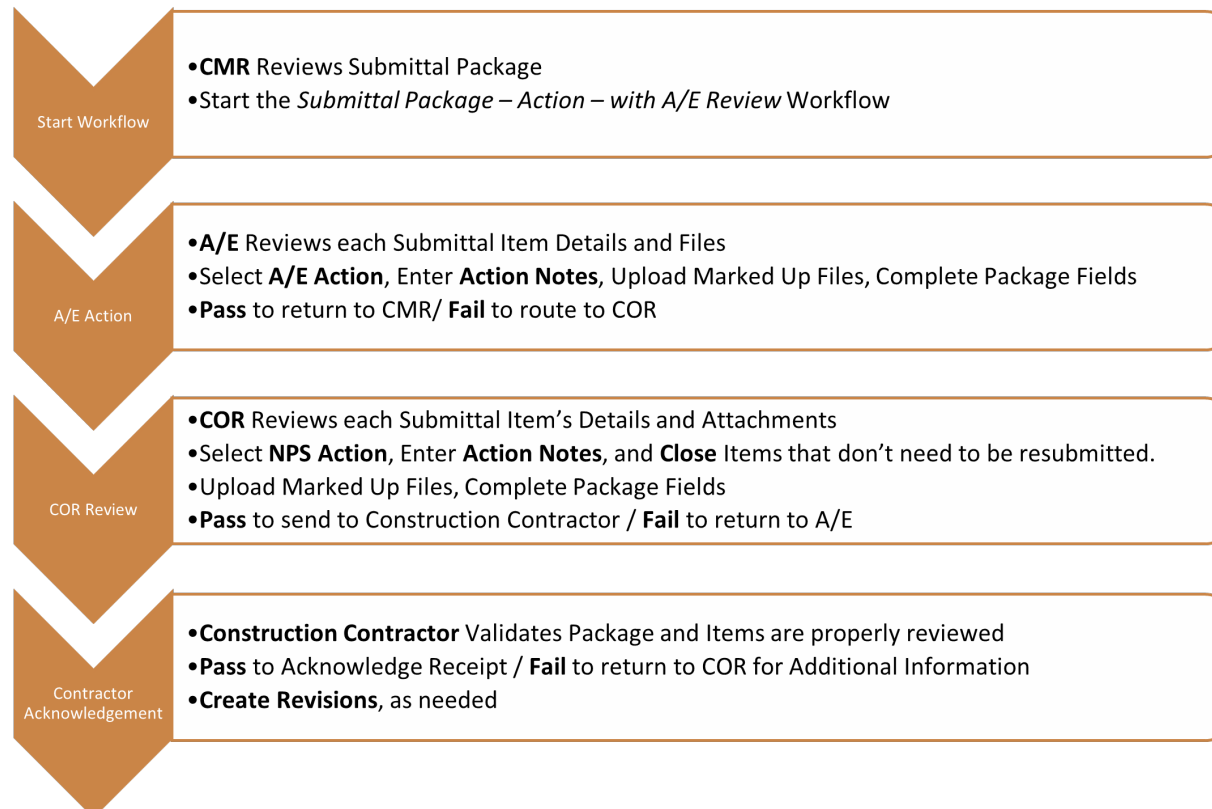 Start Workflow
•CMR Reviews Submittal Package
•Start the Submittal Package – Action – with A/E Review Workflow
A/E Action
•A/E Reviews each Submittal Item Details and Files
•Select A/E Action, Enter Action Notes, Upload Marked Up Files, Complete Package Fields
•Pass to return to CMR/ Fail to route to COR
COR Review
•COR Reviews each Submittal Item’s Details and Attachments
•Select NPS Action, Enter Action Notes, and Close Items that don’t need to be resubmitted.
•Upload Marked Up Files, Complete Package Fields
•Pass to send to Construction Contractor / Fail to return to A/E
Contractor
Acknowledgement
•Construction Contractor Validates Package and Items are properly reviewed
•Pass to Acknowledge Receipt / Fail to return to COR for Additional Information
•Create Revisions, as needed